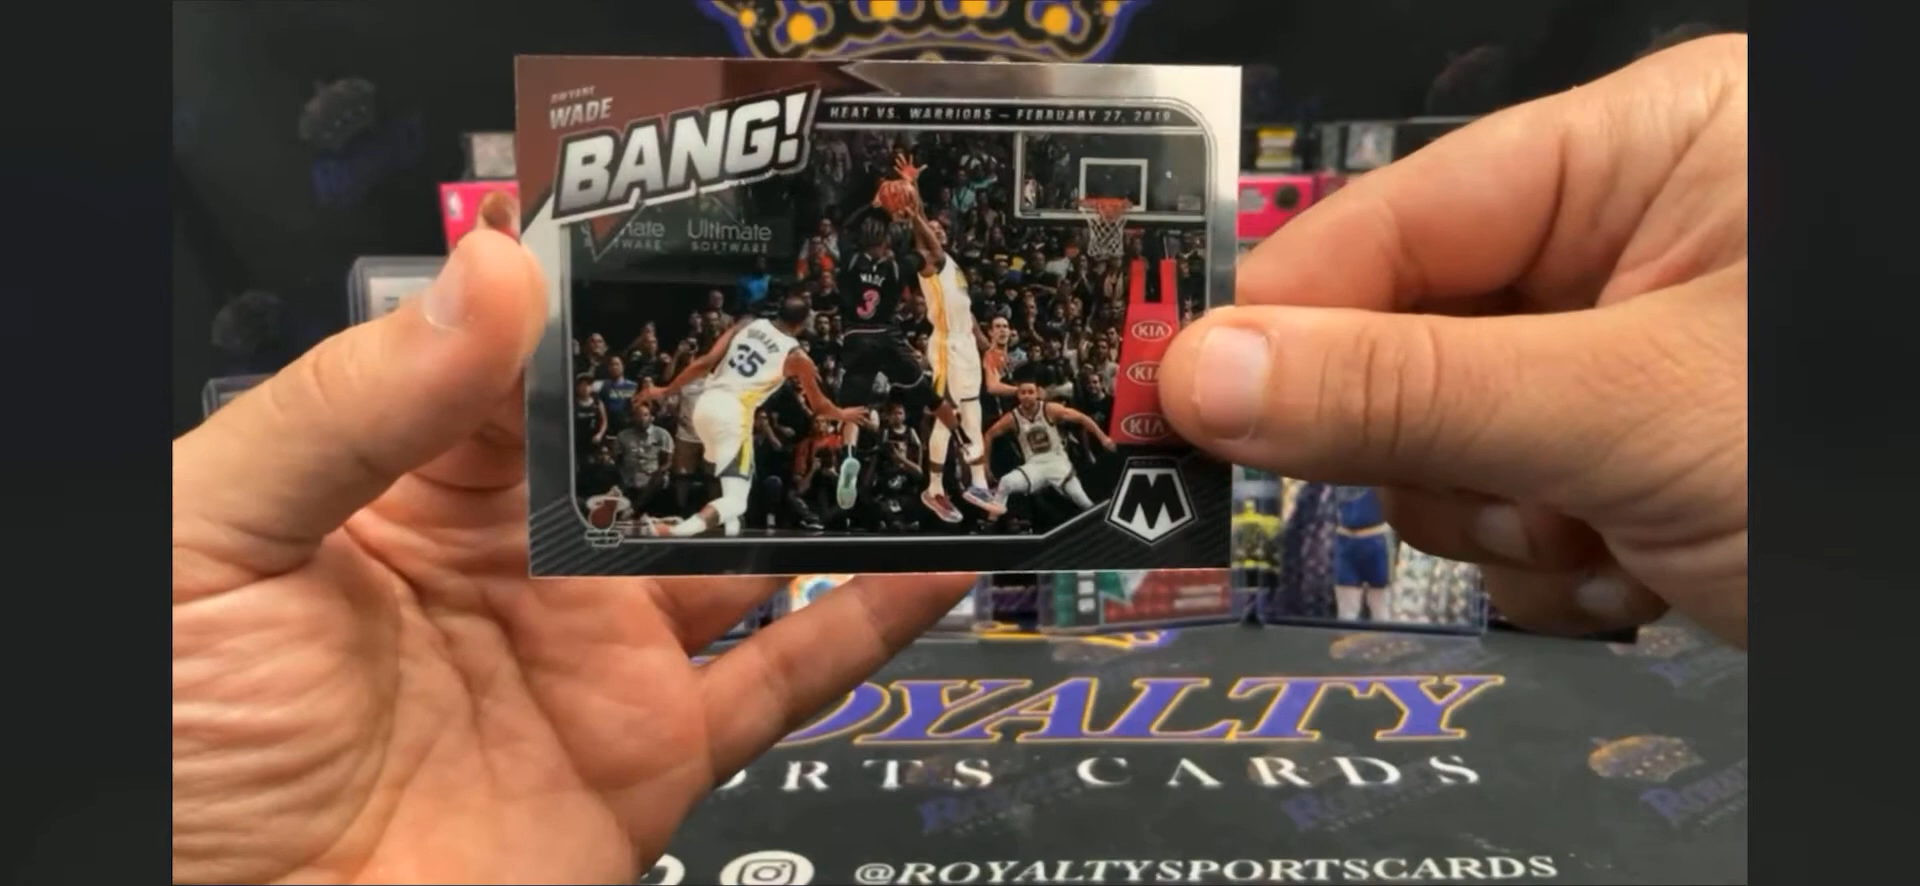 DWYANE
WADE
BANG!
HEAT VS. WARRIORS – FEBRUARY 27, 2019
Ultimate
SOFTWARE
WADE
3
DURANT
35
KIA
KIA
KIA
M
ROYALTY
SPORTS CARDS
@ROYALTYSPORTSCARDS